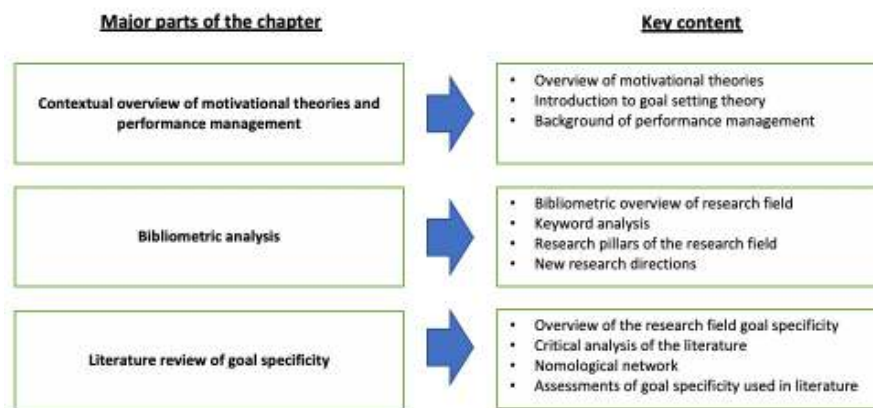 Major parts of the chapter
Key content
Contextual overview of motivational theories and
performance management
• Overview of motivational theories
• Introduction to goal setting theory
• Background of performance management
Bibliometric analysis
• Bibliometric overview of research field
• Keyword analysis
• Research pillars of the research field
• New research directions
Literature review of goal specificity
• Overview of the research field goal specificity
• Critical analysis of the literature
• Nomological network
• Assessments of goal specificity used in literature